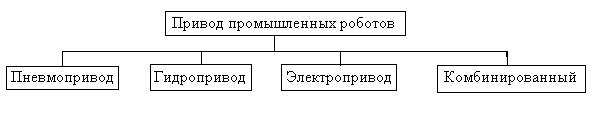 Привод промышленных роботов
Пневмопривод
Гидропривод
Электропривод
Комбинированный